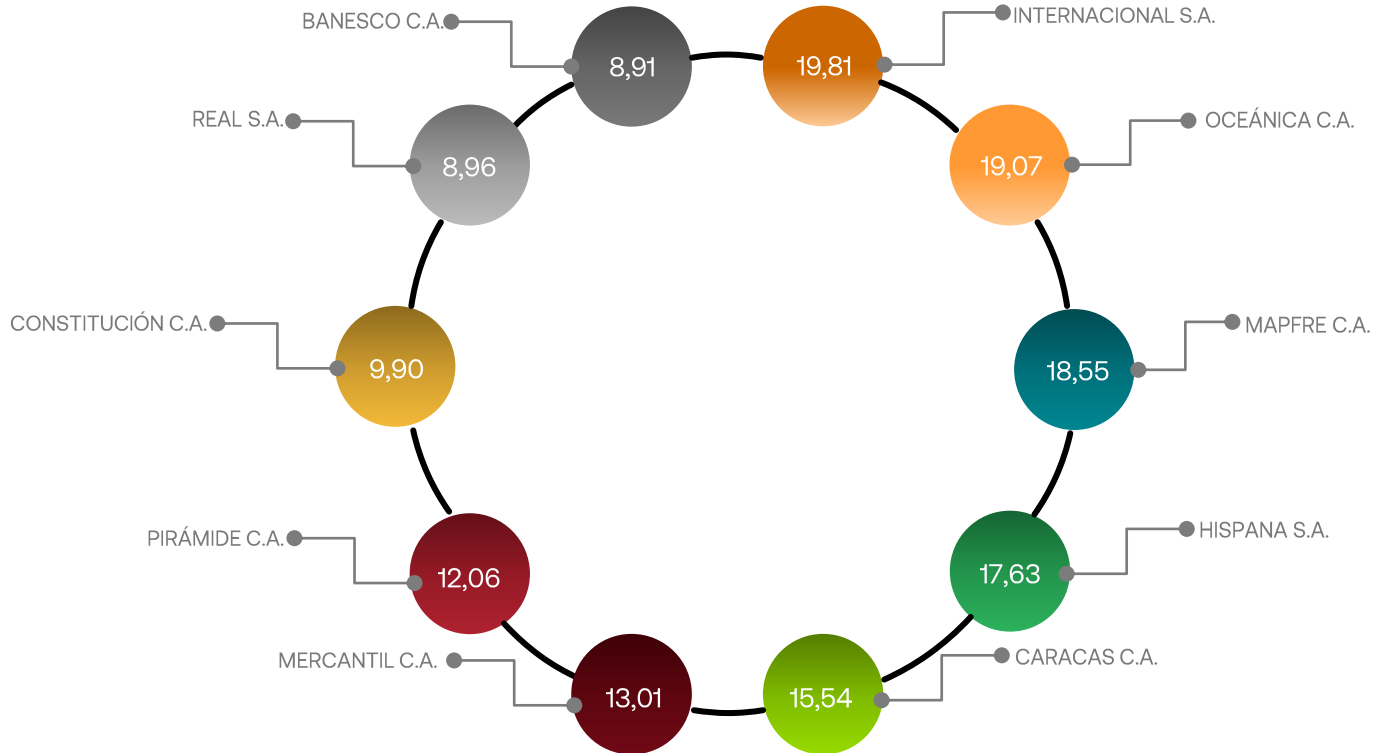 BANESCO C.A.
8,91
19,81
INTERNACIONAL S.A.
REAL S.A.
8,96
19,07
OCEÁNICA C.A.
CONSTITUCIÓN C.A.
9,90
18,55
MAPFRE C.A.
PIRÁMIDE C.A.
12,06
17,63
HISPANA S.A.
MERCANTIL C.A.
13,01
15,54
CARACAS C.A.